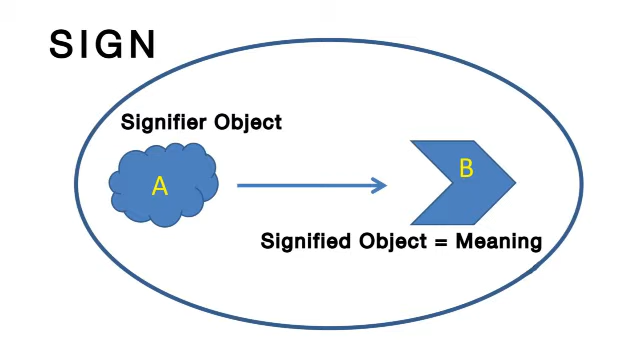 SIGN
Signifier Object
A
B
Signified Object = Meaning